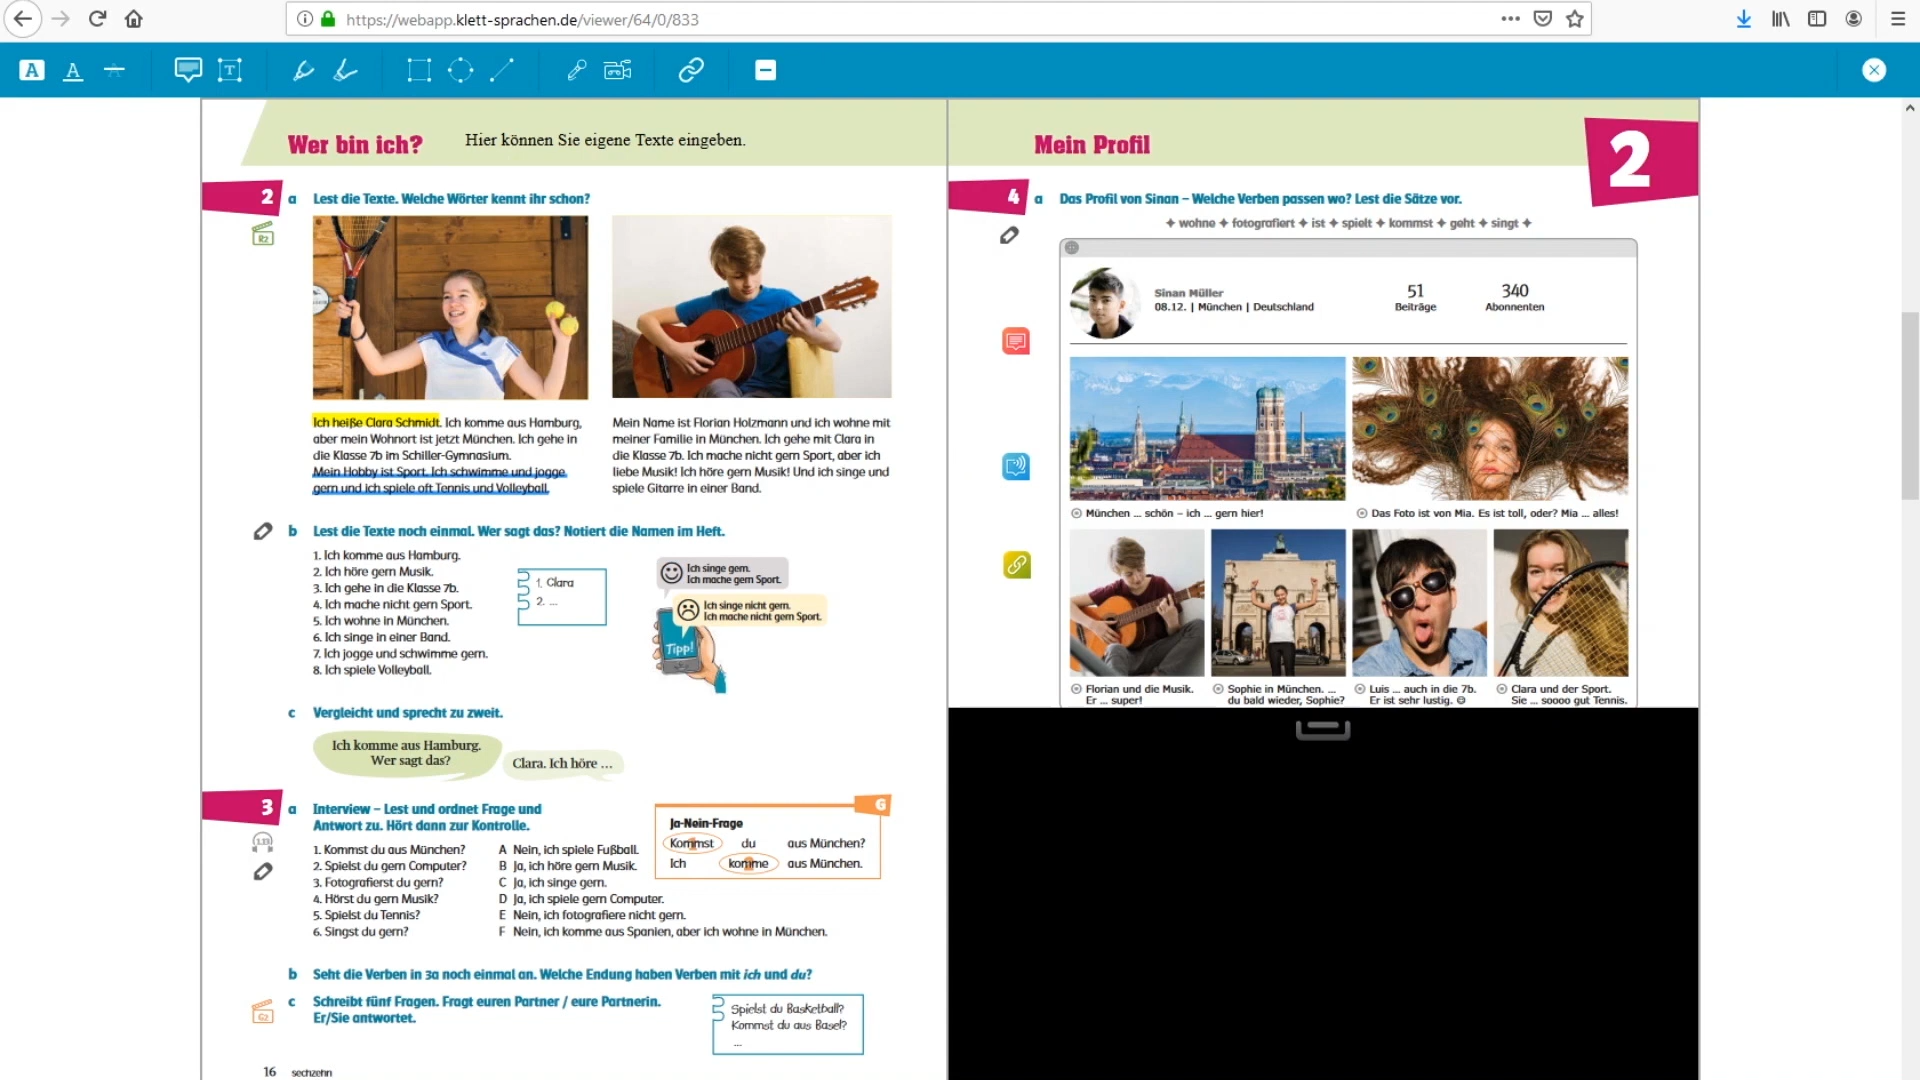 https://webapp.klett-sprachen.de/viewer/64/0/833
A A A T
Wer bin ich?
Hier können Sie eigene Texte eingeben.
2 a Lest die Texte. Welche Wörter kennt ihr schon?
R2
Ich heiße Clara Schmidt. Ich komme aus Hamburg,
aber mein Wohnort ist jetzt München. Ich gehe in
die Klasse 7b im Schiller-Gymnasium.
Mein Hobby ist Sport. Ich schwimme und jogge
gern und ich spiele oft Tennis und Volleyball.
Mein Name ist Florian Holzmann und ich wohne mit
meiner Familie in München. Ich gehe mit Clara in
die Klasse 7b. Ich mache nicht gern Sport, aber ich
liebe Musik! Ich höre gern Musik! Und ich singe und
spiele Gitarre in einer Band.
b Lest die Texte noch einmal. Wer sagt das? Notiert die Namen im Heft.
1. Ich komme aus Hamburg.
2. Ich höre gern Musik.
3. Ich gehe in die Klasse 7b.
4. Ich mache nicht gern Sport.
5. Ich wohne in München.
6. Ich singe in einer Band.
7. Ich jogge und schwimme gern.
8. Ich spiele Volleyball.
1. Clara
2. ...
Ich singe gern.
Ich mache gern Sport.
Ich singe nicht gern.
Ich mache nicht gern Sport.
Tipp!
c Vergleicht und sprecht zu zweit.
Ich komme aus Hamburg.
Wer sagt das?
Clara. Ich höre ...
3 a Interview – Lest und ordnet Frage und
Antwort zu. Hört dann zur Kontrolle.
1.13
1. Kommst du aus München?
2. Spielst du gern Computer?
3. Fotografierst du gern?
4. Hörst du gern Musik?
5. Spielst du Tennis?
6. Singst du gern?
A Nein, ich spiele Fußball.
B Ja, ich höre gern Musik.
C Ja, ich singe gern.
D Ja, ich spiele gern Computer.
E Nein, ich fotografiere nicht gern.
F Nein, ich komme aus Spanien, aber ich wohne in München.
G
Ja-Nein-Frage
Kommst du aus München?
Ich komme aus München.
b Seht die Verben in 3a noch einmal an. Welche Endung haben Verben mit ich und du?
c Schreibt fünf Fragen. Fragt euren Partner / eure Partnerin.
Er/Sie antwortet.
G2
Spielst du Basketball?
Kommst du aus Basel?
...
16 sechzehn
Mein Profil
2
4 a Das Profil von Sinan – Welche Verben passen wo? Lest die Sätze vor.
✦ wohne ✦ fotografiert ✦ ist ✦ spielt ✦ kommst ✦ geht ✦ singt ✦
Sinan Müller
08.12. | München | Deutschland
51
Beiträge
340
Abonnenten
München ... schön – ich ... gern hier!
Das Foto ist von Mia. Es ist toll, oder? Mia ... alles!
Florian und die Musik.
Er ... super!
Sophie in München. ...
du bald wieder, Sophie?
Luis ... auch in die 7b.
Er ist sehr lustig. ☺
Clara und der Sport.
Sie ... soooo gut Tennis.